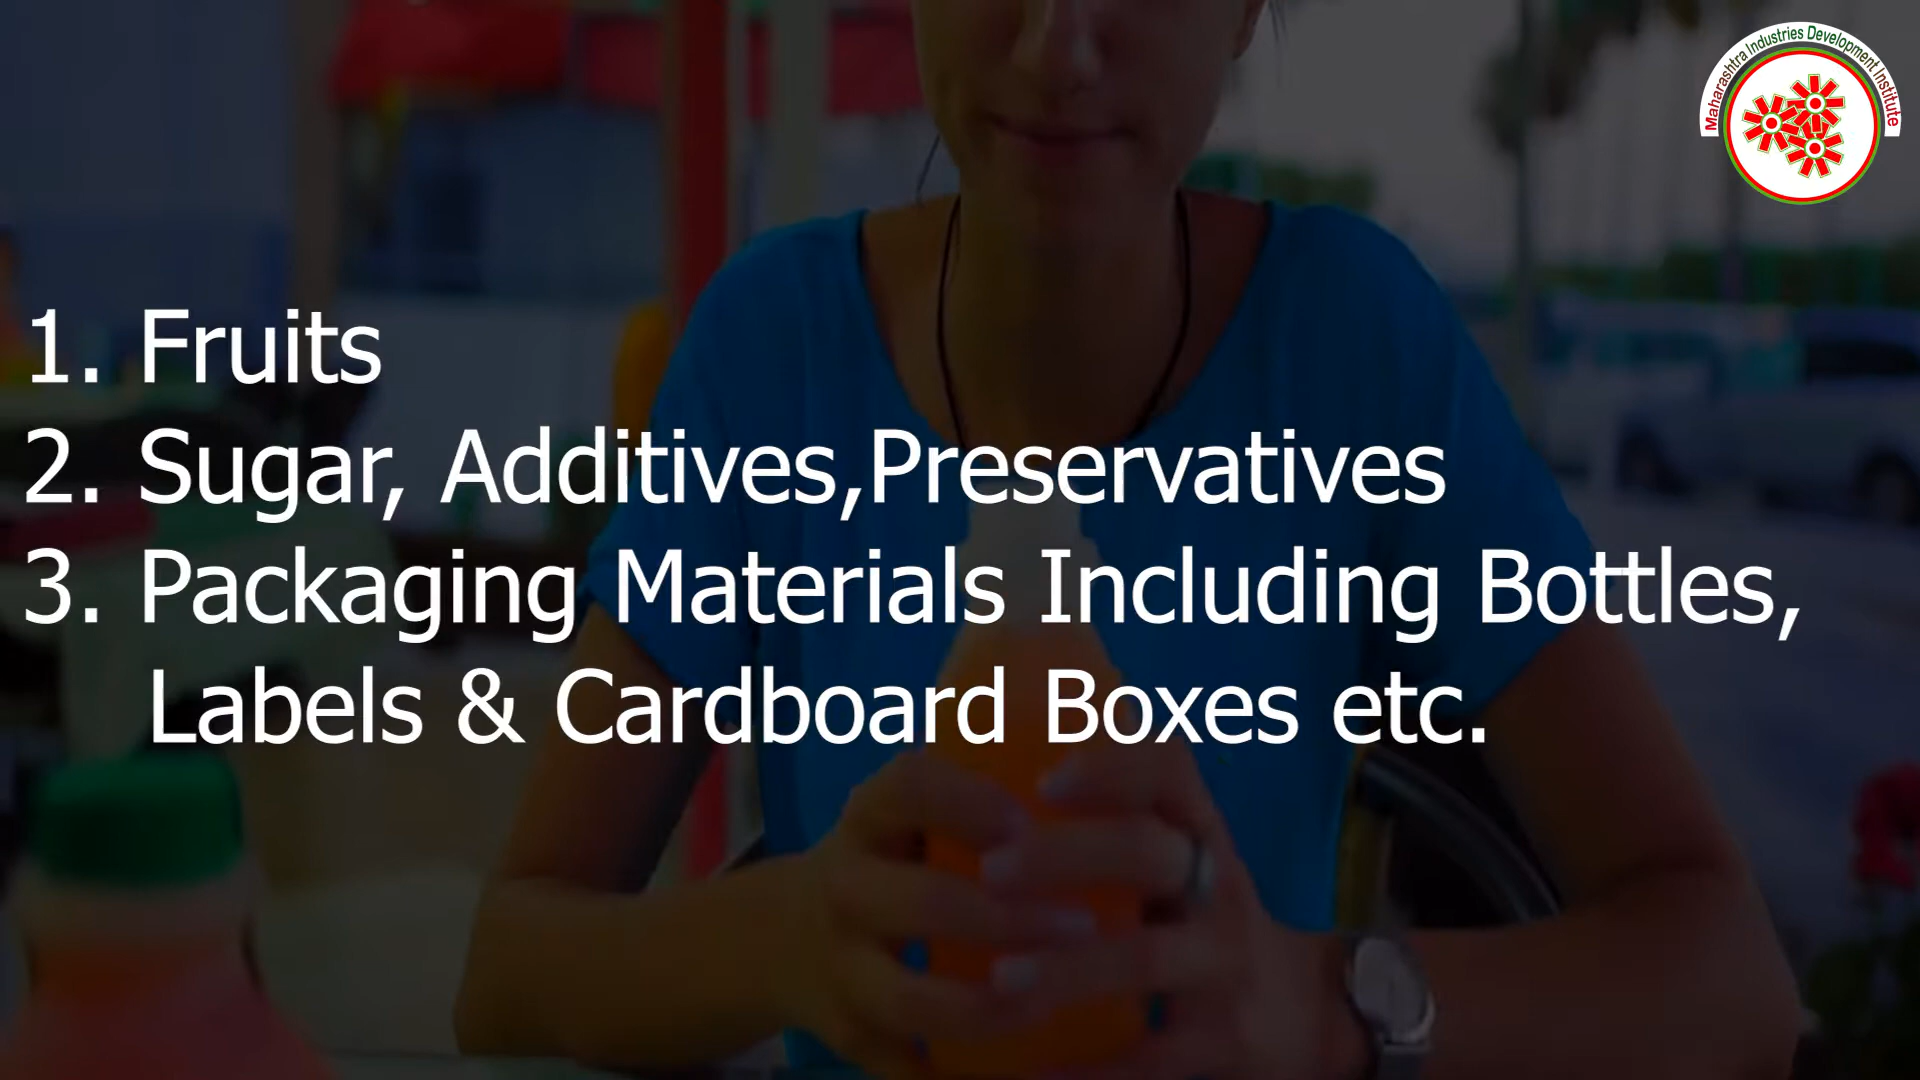 Maharashtra Industries Development Institute
1. Fruits
2. Sugar, Additives,Preservatives
3. Packaging Materials Including Bottles,
Labels & Cardboard Boxes etc.